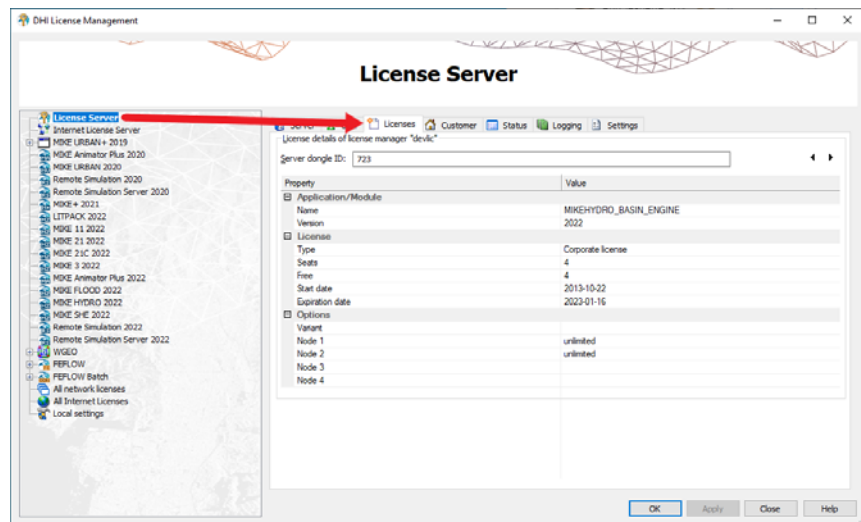 DHI License Management
License Server
License Server
Internet License Server
MIKE URBAN+ 2019
MIKE Animator Plus 2020
MIKE URBAN 2020
Remote Simulation 2020
Remote Simulation Server 2020
MIKE+ 2021
LITPACK 2022
MIKE 11 2022
MIKE 21 2022
MIKE 21C 2022
MIKE 3 2022
MIKE Animator Plus 2022
MIKE FLOOD 2022
MIKE HYDRO 2022
MIKE SHE 2022
Remote Simulation 2022
Remote Simulation Server 2022
WGEO
FEFLOW
FEFLOW Batch
All network licenses
All Internet Licenses
Local settings
Licenses Customer Status Logging Settings
License details of license manager "devlic"
Server dongle ID: 723
Property Value
Application/Module
Name MIKEHYDRO_BASIN_ENGINE
Version 2022
License
Type Corporate license
Seats 4
Free 4
Start date 2013-10-22
Expiration date 2023-01-16
Options
Variant
Node 1 unlimited
Node 2 unlimited
Node 3
Node 4
OK Apply Close Help